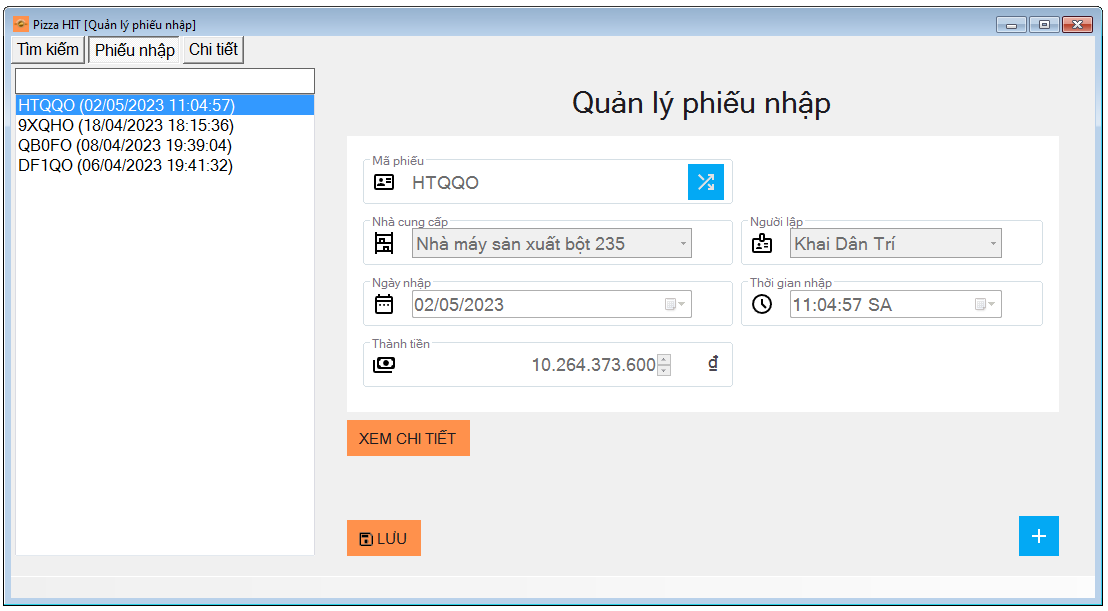 Pizza HIT [Quản lý phiếu nhập]
Tìm kiếm Phiếu nhập Chi tiết
HTQQO (02/05/2023 11:04:57)
9XQHO (18/04/2023 18:15:36)
QB0FO (08/04/2023 19:39:04)
DF1QO (06/04/2023 19:41:32)
Quản lý phiếu nhập
Mã phiếu
HTQQO
Nhà cung cấp
Nhà máy sản xuất bột 235
Người lập
Khai Dân Trí
Ngày nhập
02/05/2023
Thời gian nhập
11:04:57 SA
Thành tiền
10.264.373.600 ₫
XEM CHI TIẾT
LƯU
+